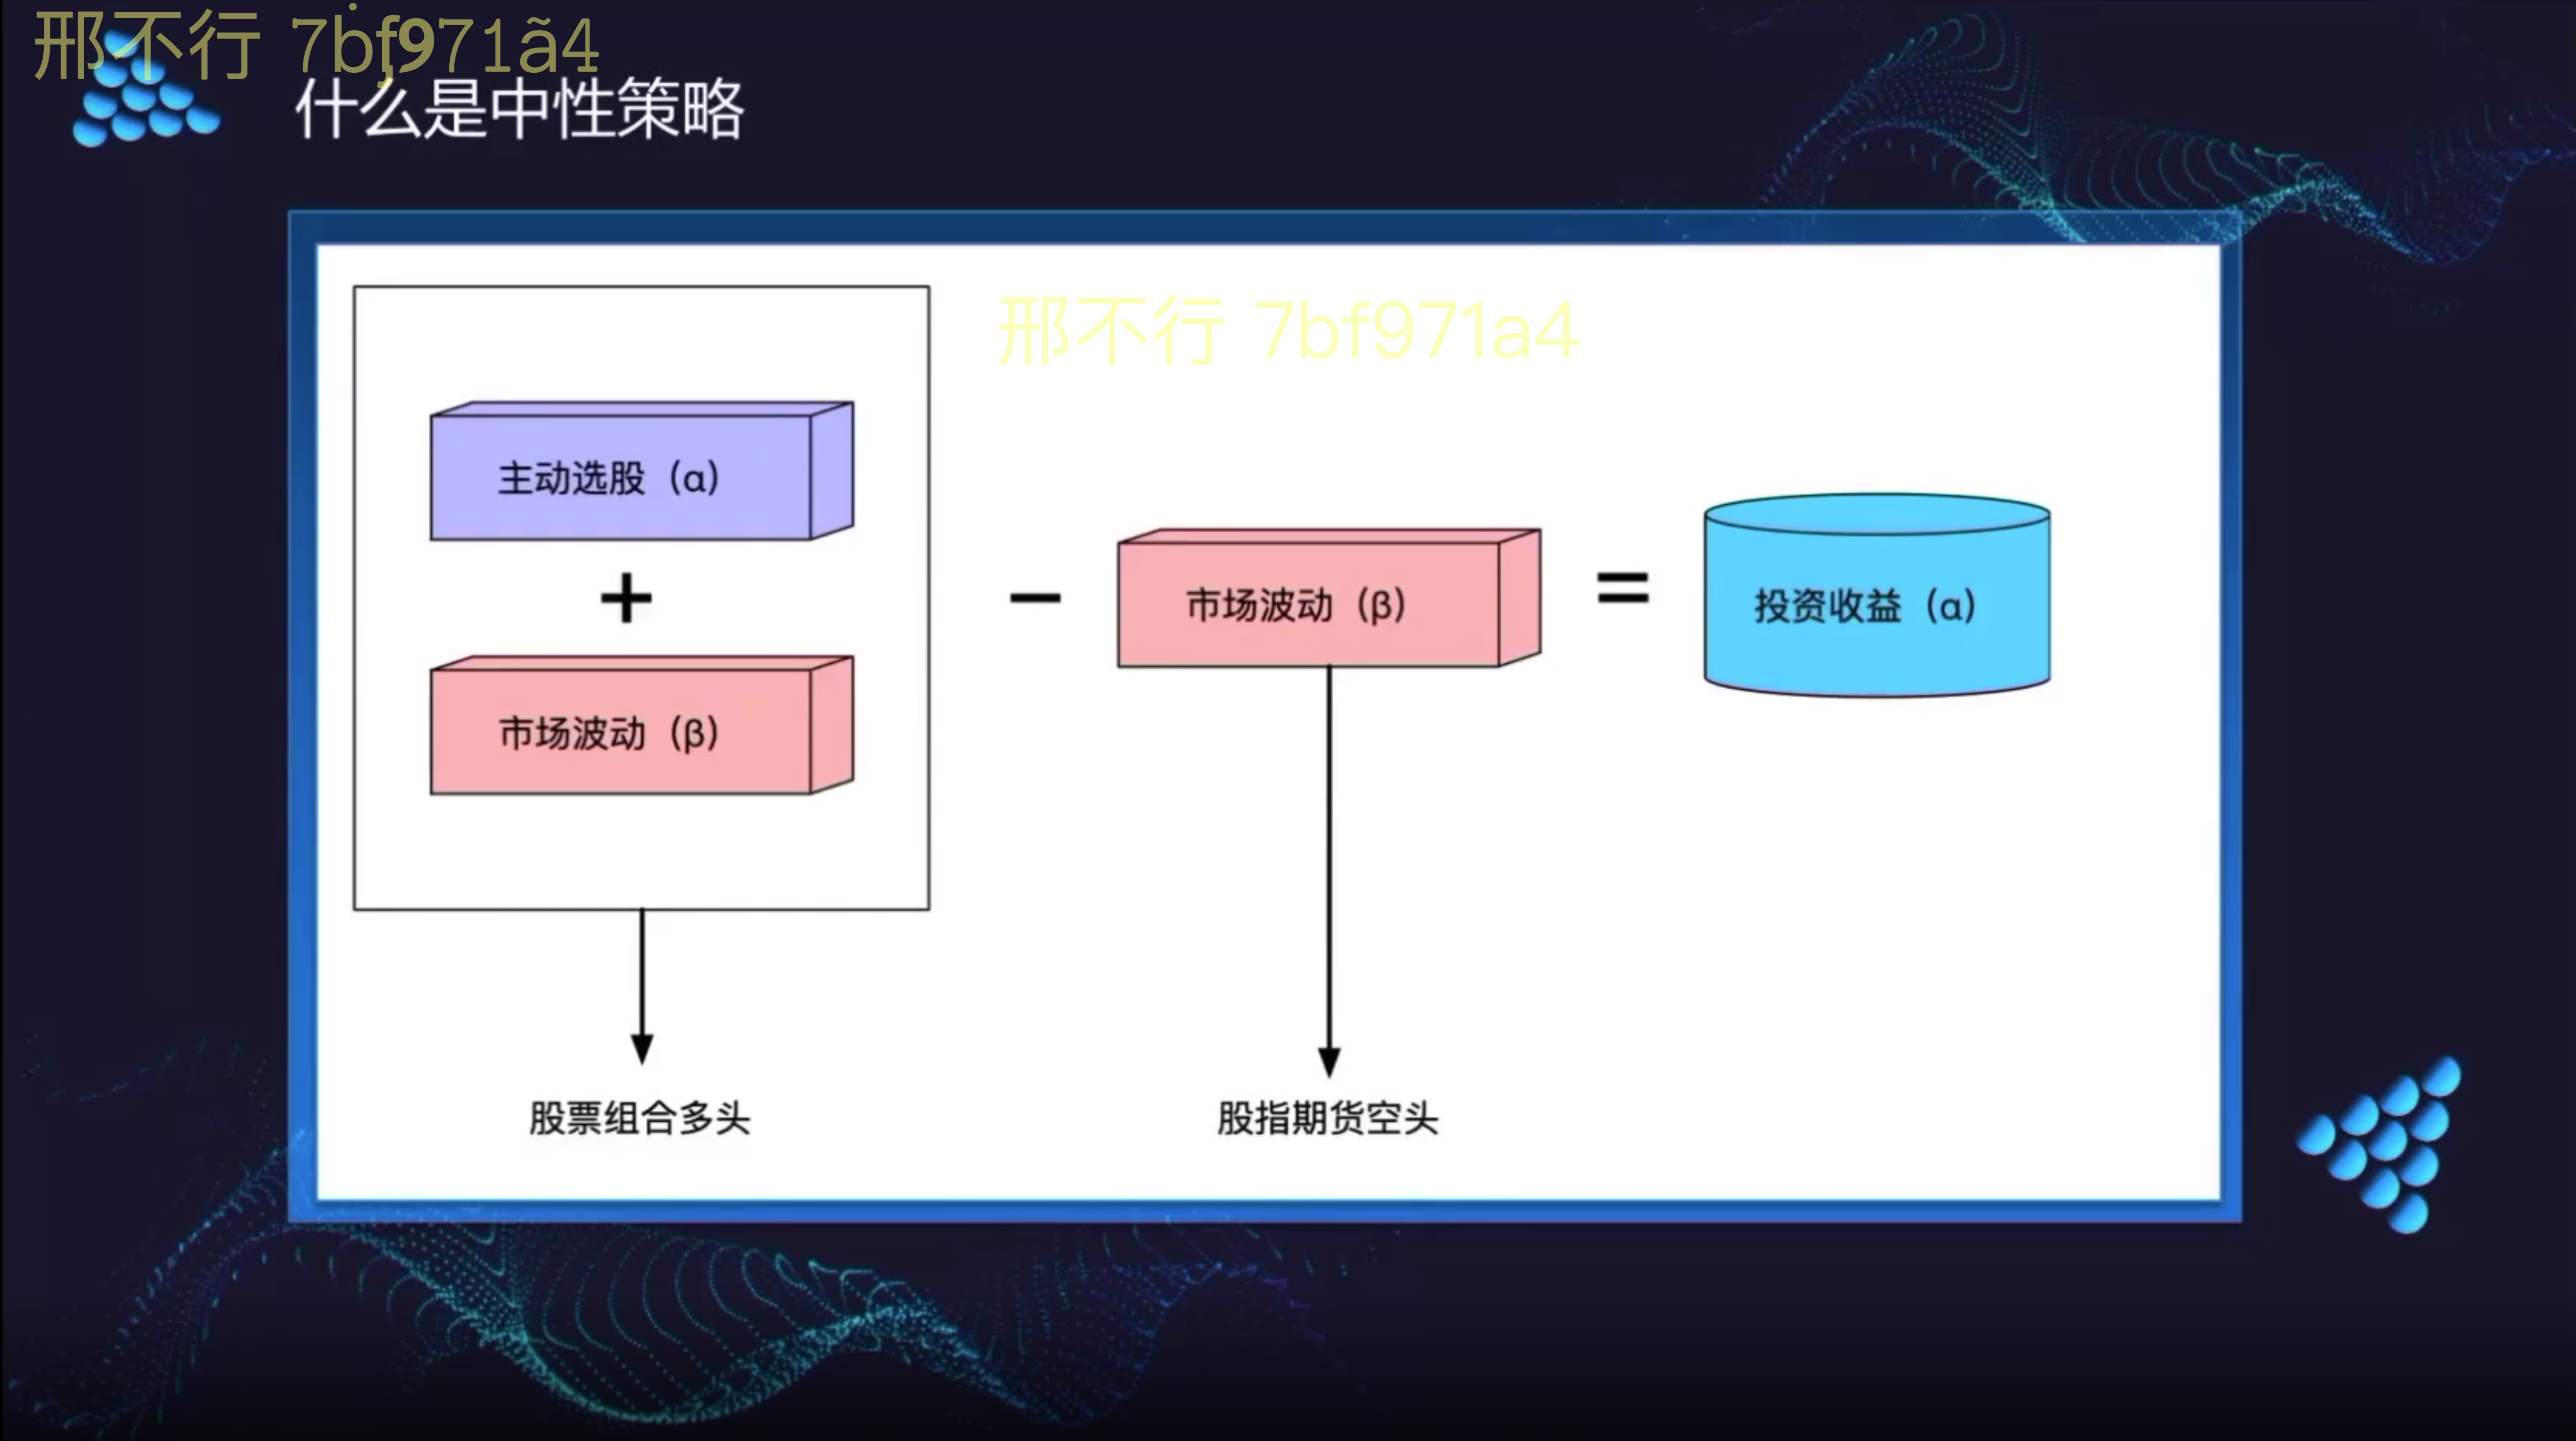 邢不行 7bf971a4
什么是中性策略
邢不行 7bf971a4
主动选股（α）
+
市场波动（β）
−
市场波动（β）
=
投资收益（α）
股票组合多头
股指期货空头